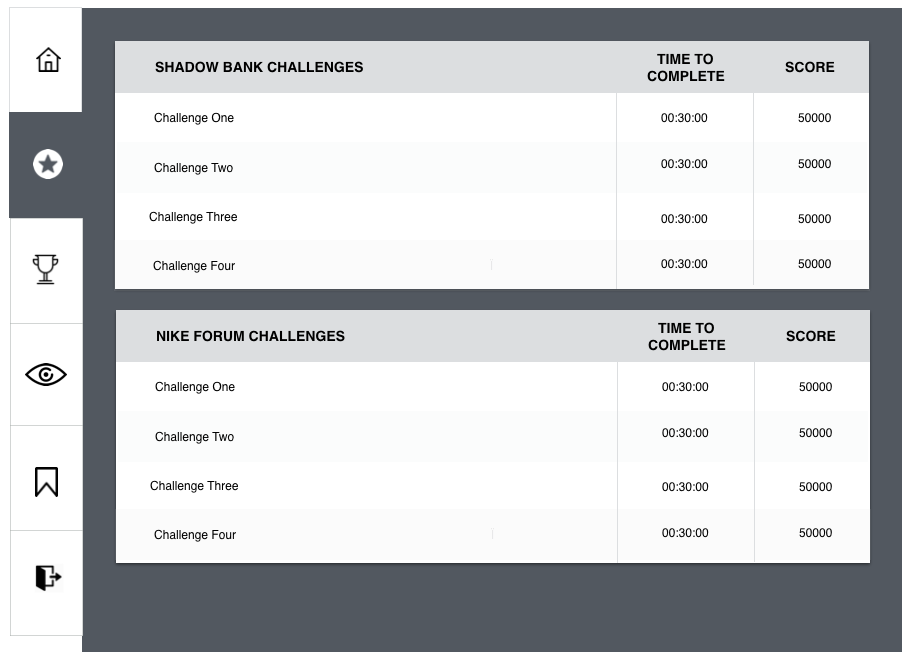 SHADOW BANK CHALLENGES TIME TO COMPLETE SCORE
Challenge One 00:30:00 50000
Challenge Two 00:30:00 50000
Challenge Three 00:30:00 50000
Challenge Four 00:30:00 50000
NIKE FORUM CHALLENGES TIME TO COMPLETE SCORE
Challenge One 00:30:00 50000
Challenge Two 00:30:00 50000
Challenge Three 00:30:00 50000
Challenge Four 00:30:00 50000